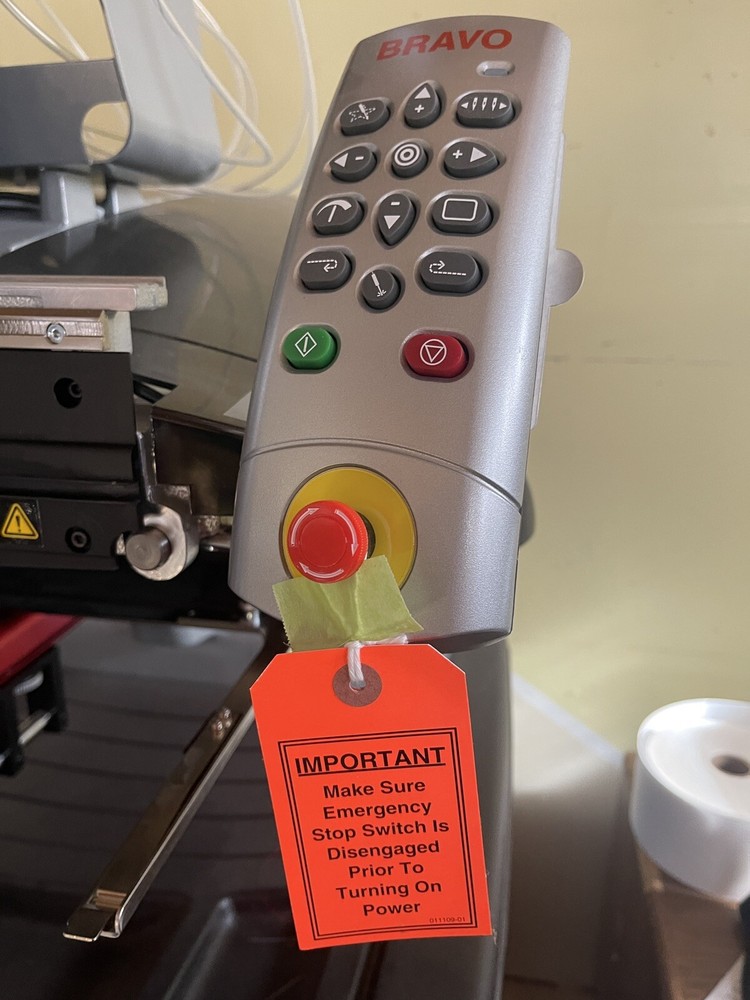 BRAVO
IMPORTANT
Make Sure
Emergency
Stop Switch Is
Disengaged
Prior To
Turning On
Power
011109-01